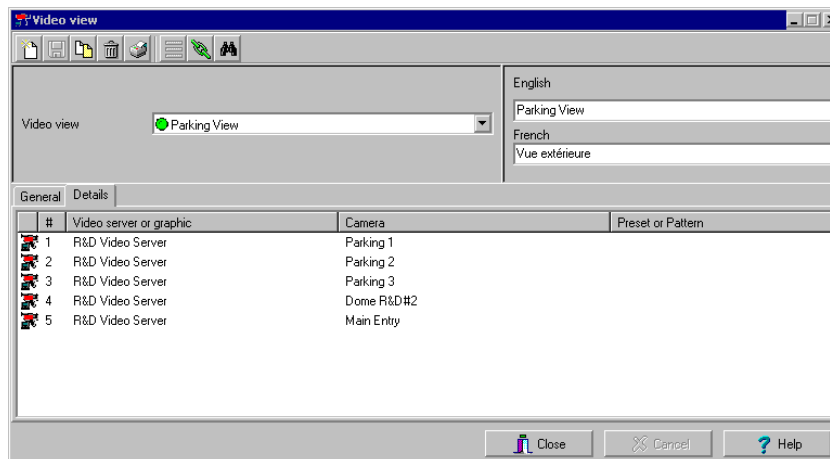 Video view
English
Parking View
Video view Parking View
French
Vue extérieure
General Details
# Video server or graphic Camera Preset or Pattern
1 R&D Video Server Parking 1
2 R&D Video Server Parking 2
3 R&D Video Server Parking 3
4 R&D Video Server Dome R&D#2
5 R&D Video Server Main Entry
Close Cancel Help